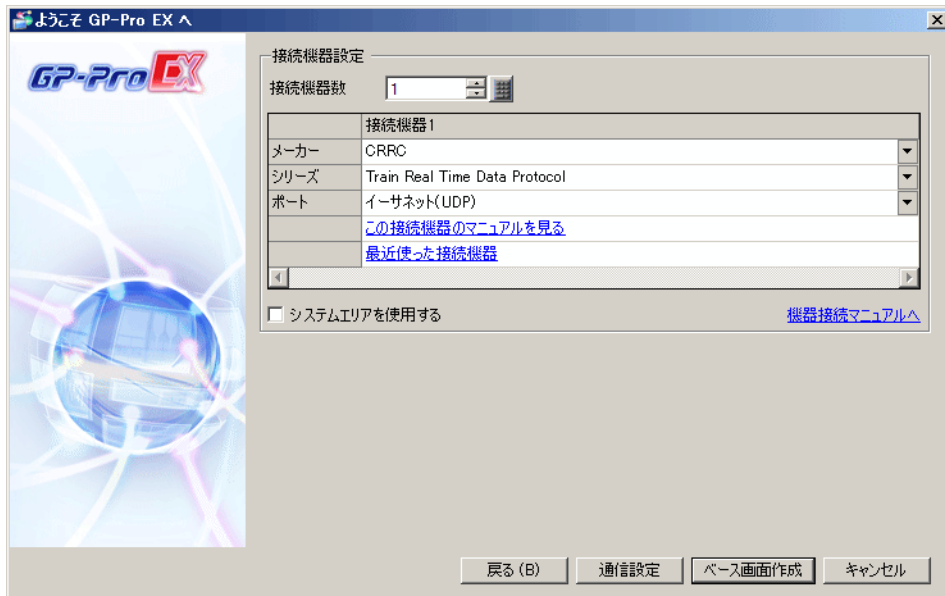 ようこそ GP-Pro EX へ
GP-Pro EX
接続機器設定
接続機器数 1
接続機器1
メーカー CRRC
シリーズ Train Real Time Data Protocol
ポート イーサネット(UDP)
この接続機器のマニュアルを見る
最近使った接続機器
システムエリアを使用する 機器接続マニュアルへ
戻る(B) 通信設定 ベース画面作成 キャンセル